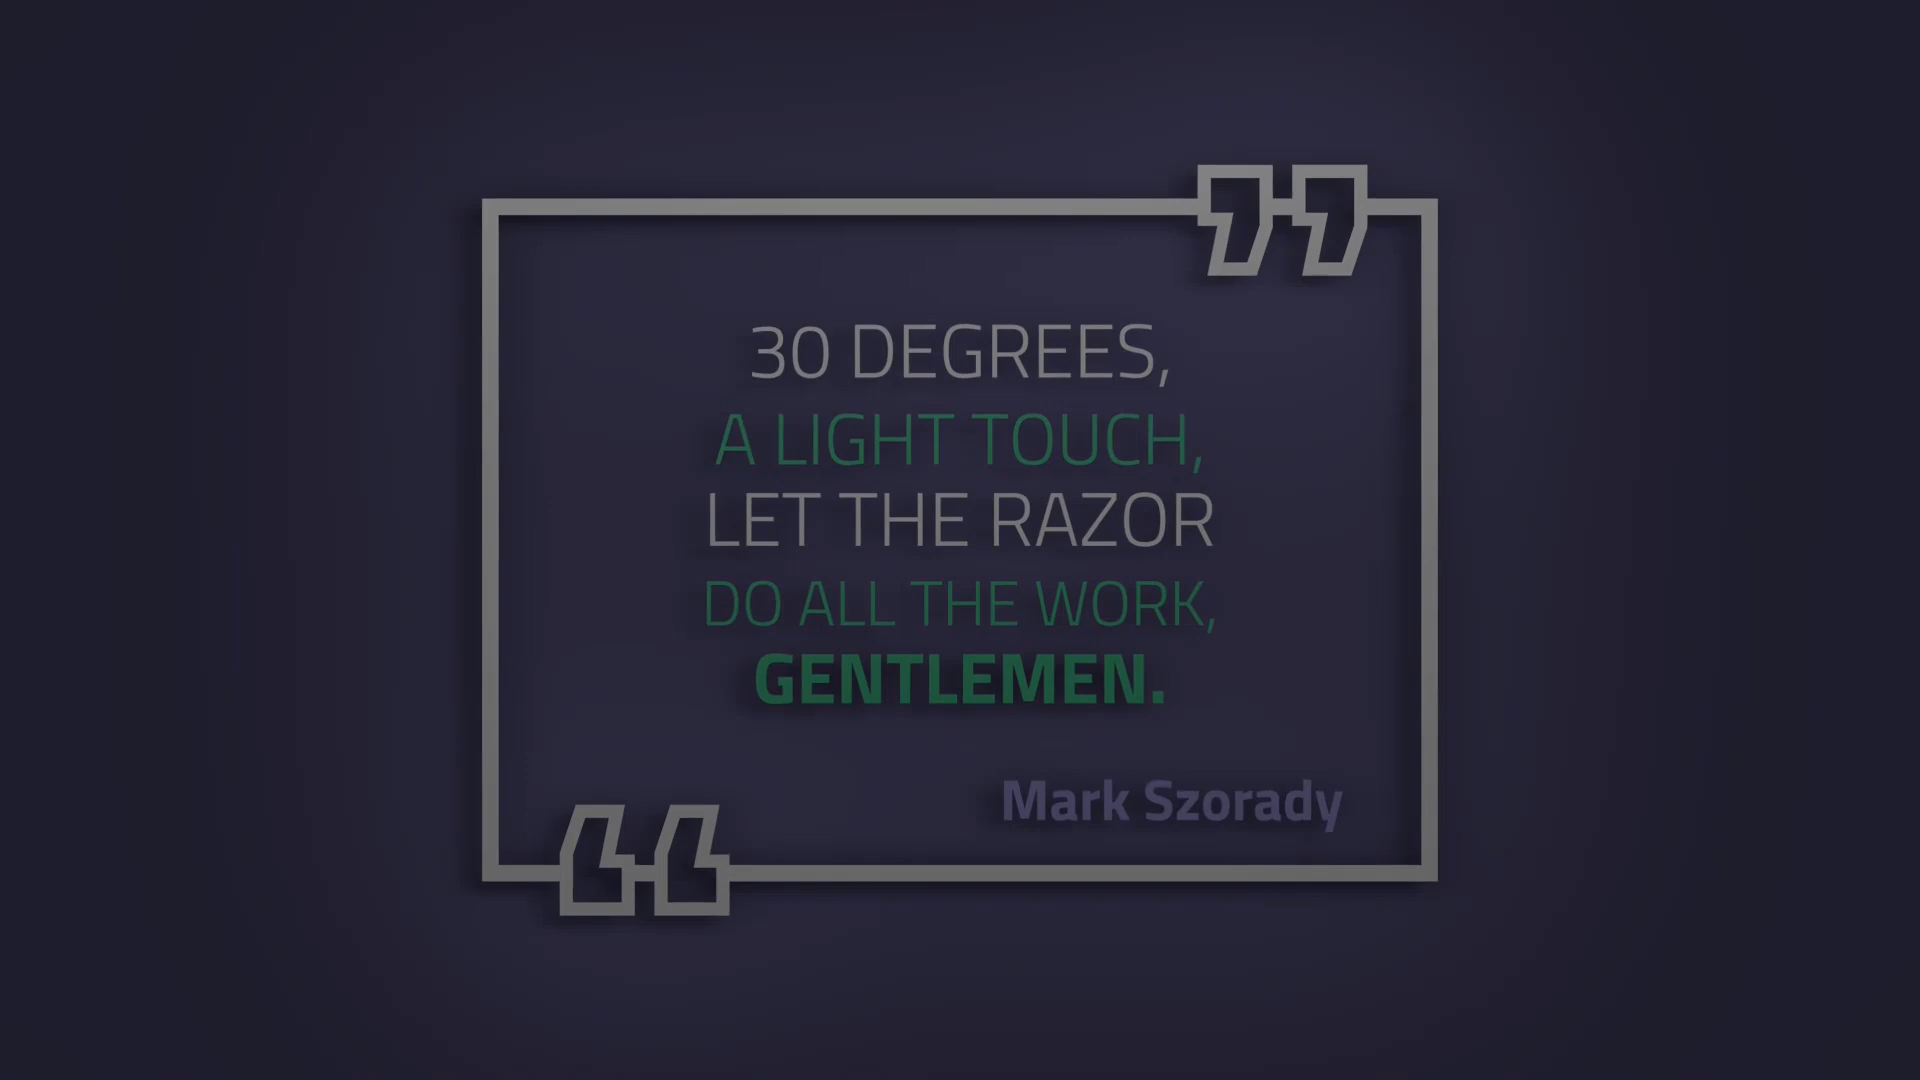 30 DEGREES,
A LIGHT TOUCH,
LET THE RAZOR
DO ALL THE WORK,
GENTLEMEN.
Mark Szorady